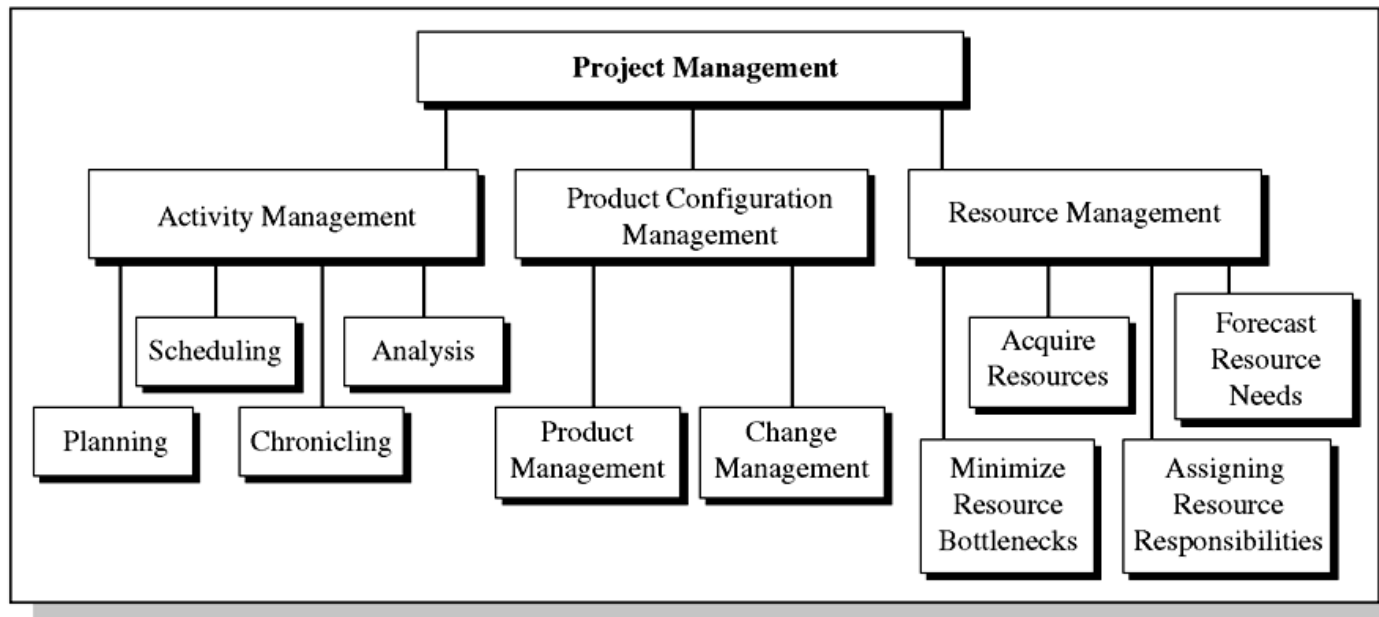 Project Management
Activity Management
Product Configuration
Management
Resource Management
Scheduling
Analysis
Planning
Chronicling
Product
Management
Change
Management
Acquire
Resources
Forecast
Resource
Needs
Minimize
Resource
Bottlenecks
Assigning
Resource
Responsibilities